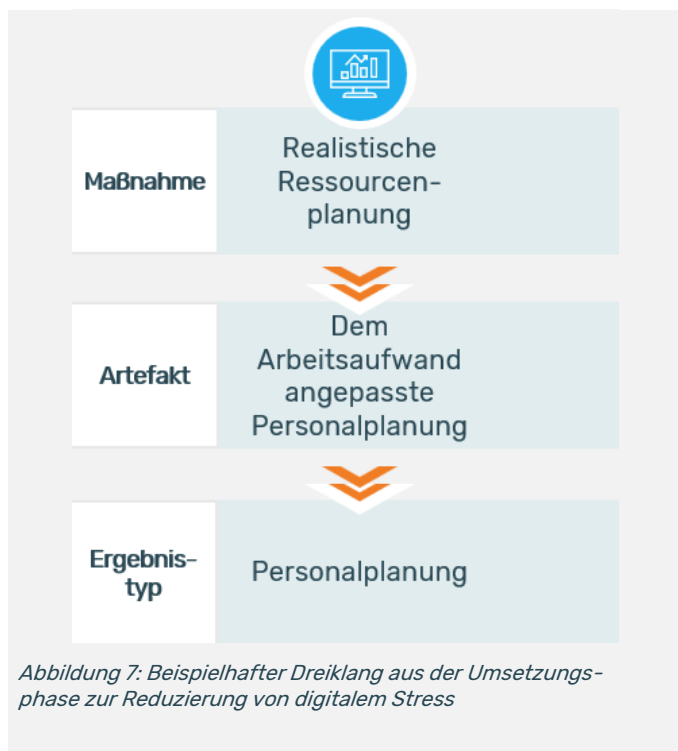 Maßnahme
Realistische
Ressourcen-
planung
Artefakt
Dem
Arbeitsaufwand
angepasste
Personalplanung
Ergebnis-
typ
Personalplanung
Abbildung 7: Beispielhafter Dreiklang aus der Umsetzungs-
phase zur Reduzierung von digitalem Stress